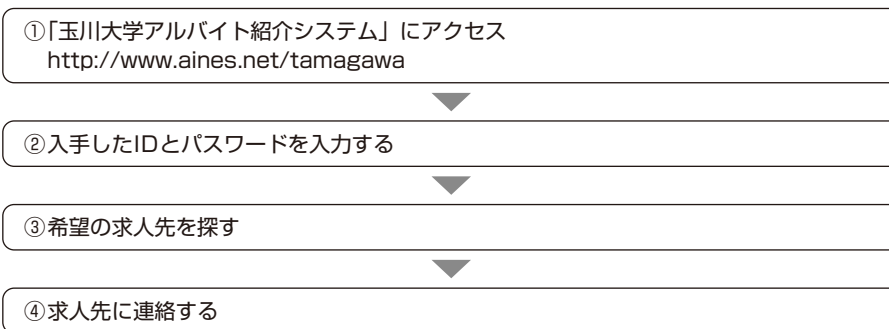 ①「玉川大学アルバイト紹介システム」にアクセス
http://www.aines.net/tamagawa
②入手したIDとパスワードを入力する
③希望の求人先を探す
④求人先に連絡する